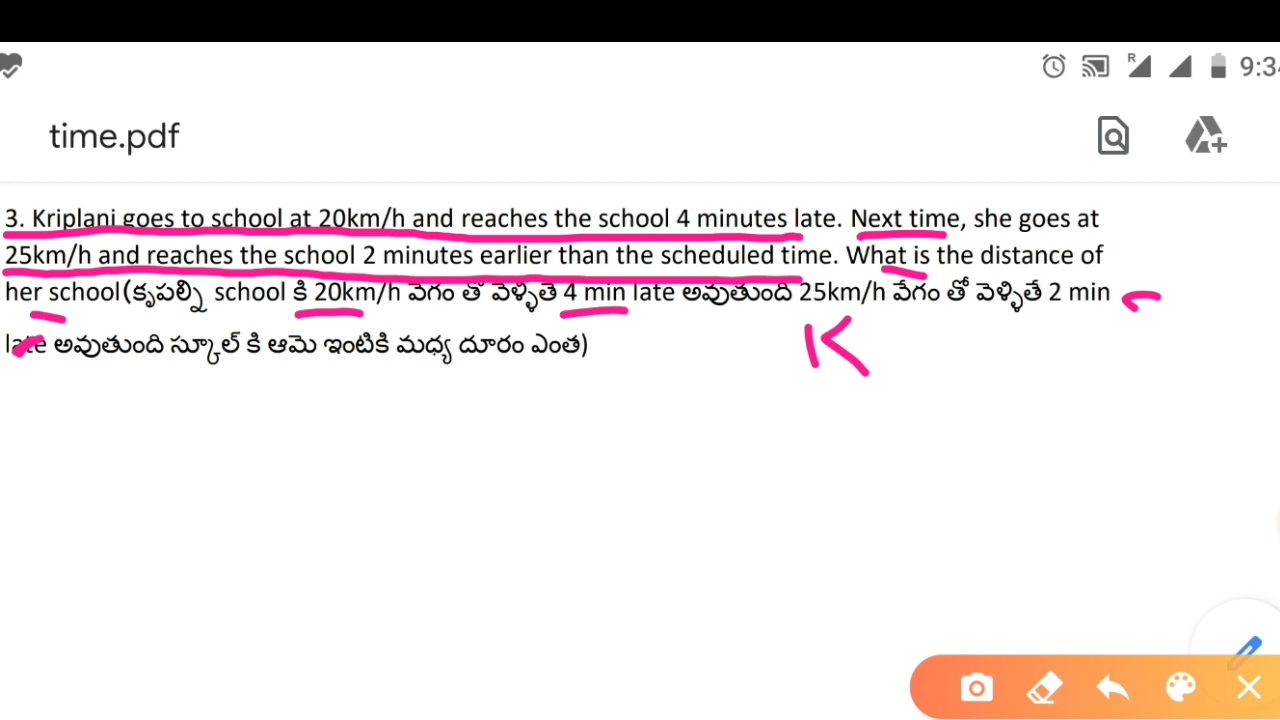 R
9:34
time.pdf
3. Kriplani goes to school at 20km/h and reaches the school 4 minutes late. Next time, she goes at
25km/h and reaches the school 2 minutes earlier than the scheduled time. What is the distance of
her school(కృపల్ని school కి 20km/h వేగం తో వెళ్ళితే 4 min late అవుతుంది 25km/h వేగం తో వెళ్ళితే 2 min
late అవుతుంది స్కూల్ కి ఆమె ఇంటికి మధ్య దూరం ఎంత)
K